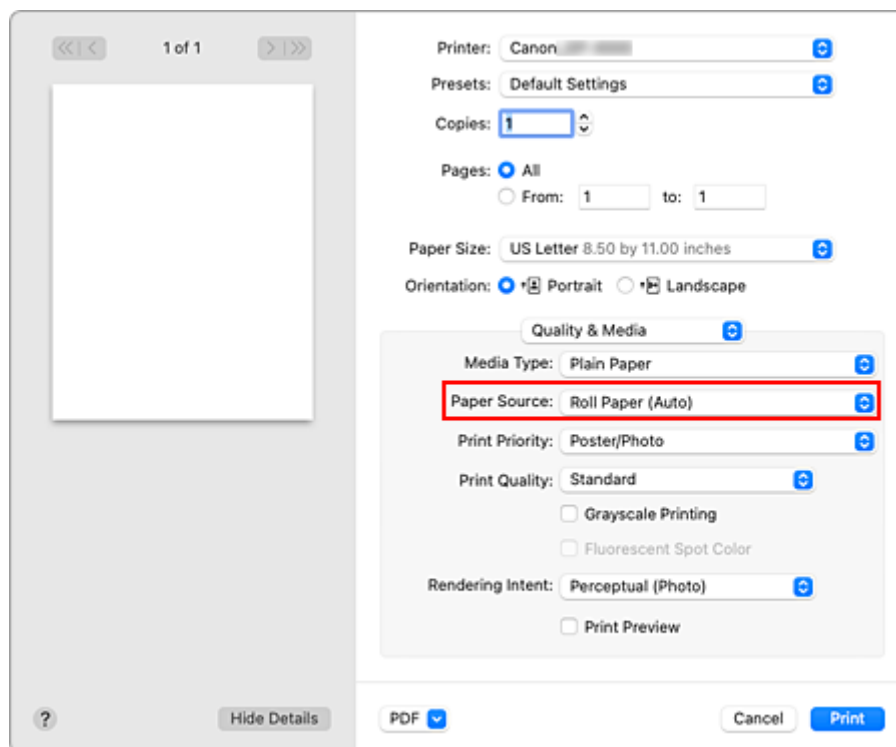 1 of 1
Printer: Canon
Presets: Default Settings
Copies: 1
Pages: All
From: 1 to: 1
Paper Size: US Letter 8.50 by 11.00 inches
Orientation: Portrait Landscape
Quality & Media
Media Type: Plain Paper
Paper Source: Roll Paper (Auto)
Print Priority: Poster/Photo
Print Quality: Standard
Grayscale Printing
Fluorescent Spot Color
Rendering Intent: Perceptual (Photo)
Print Preview
? Hide Details PDF Cancel Print